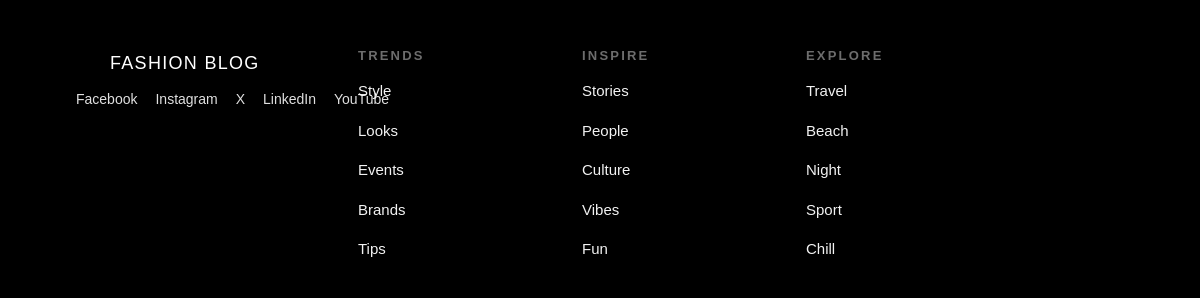 FASHION BLOG
Facebook Instagram X LinkedIn YouTube
TRENDS
Style
Looks
Events
Brands
Tips
INSPIRE
Stories
People
Culture
Vibes
Fun
EXPLORE
Travel
Beach
Night
Sport
Chill